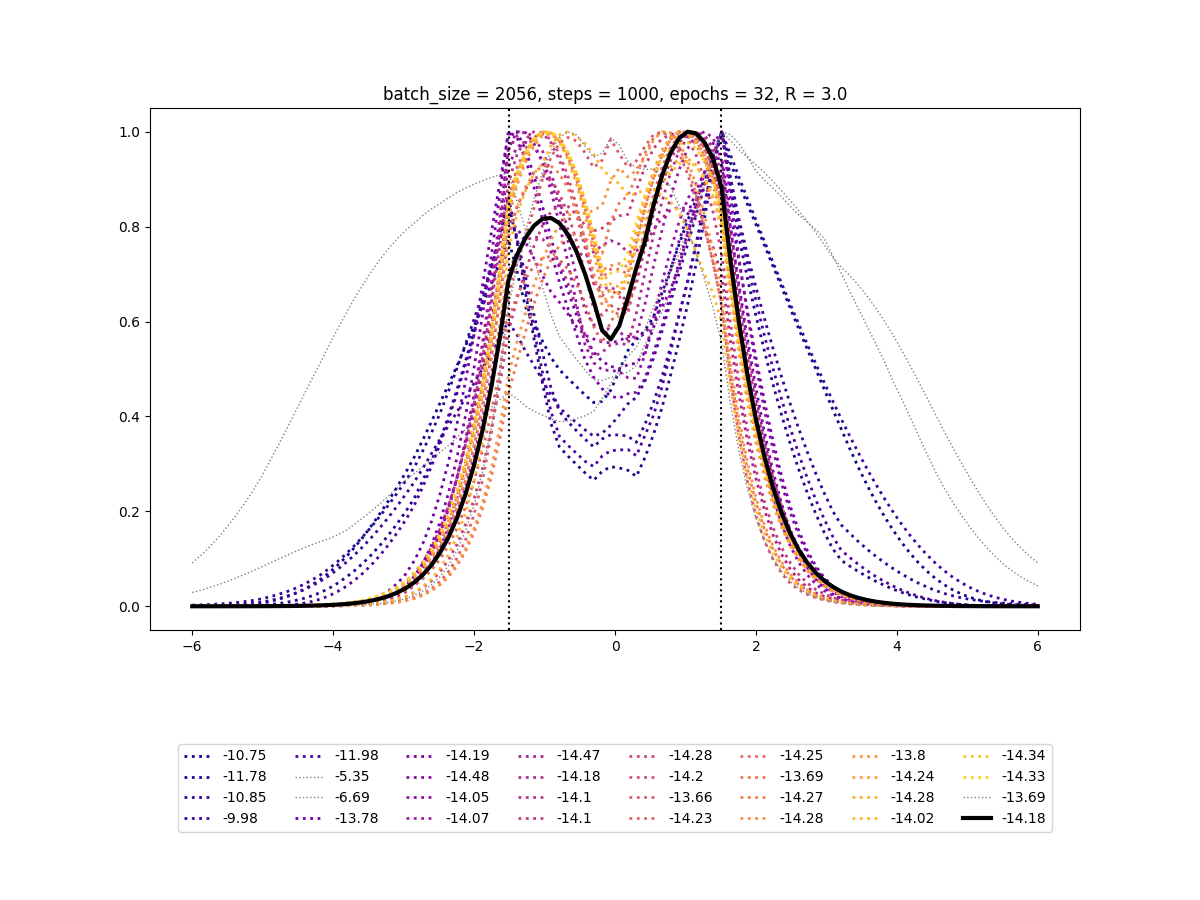 batch_size = 2056, steps = 1000, epochs = 32, R = 3.0
1.0
0.8
0.6
0.4
0.2
0.0
−6 −4 −2 0 2 4 6
-10.75 -11.98 -14.19 -14.47 -14.28 -14.25 -13.8 -14.34
-11.78 -5.35 -14.48 -14.18 -14.2 -13.69 -14.24 -14.33
-10.85 -6.69 -14.05 -14.1 -13.66 -14.27 -14.28 -13.69
-9.98 -13.78 -14.07 -14.1 -14.23 -14.28 -14.02 -14.18